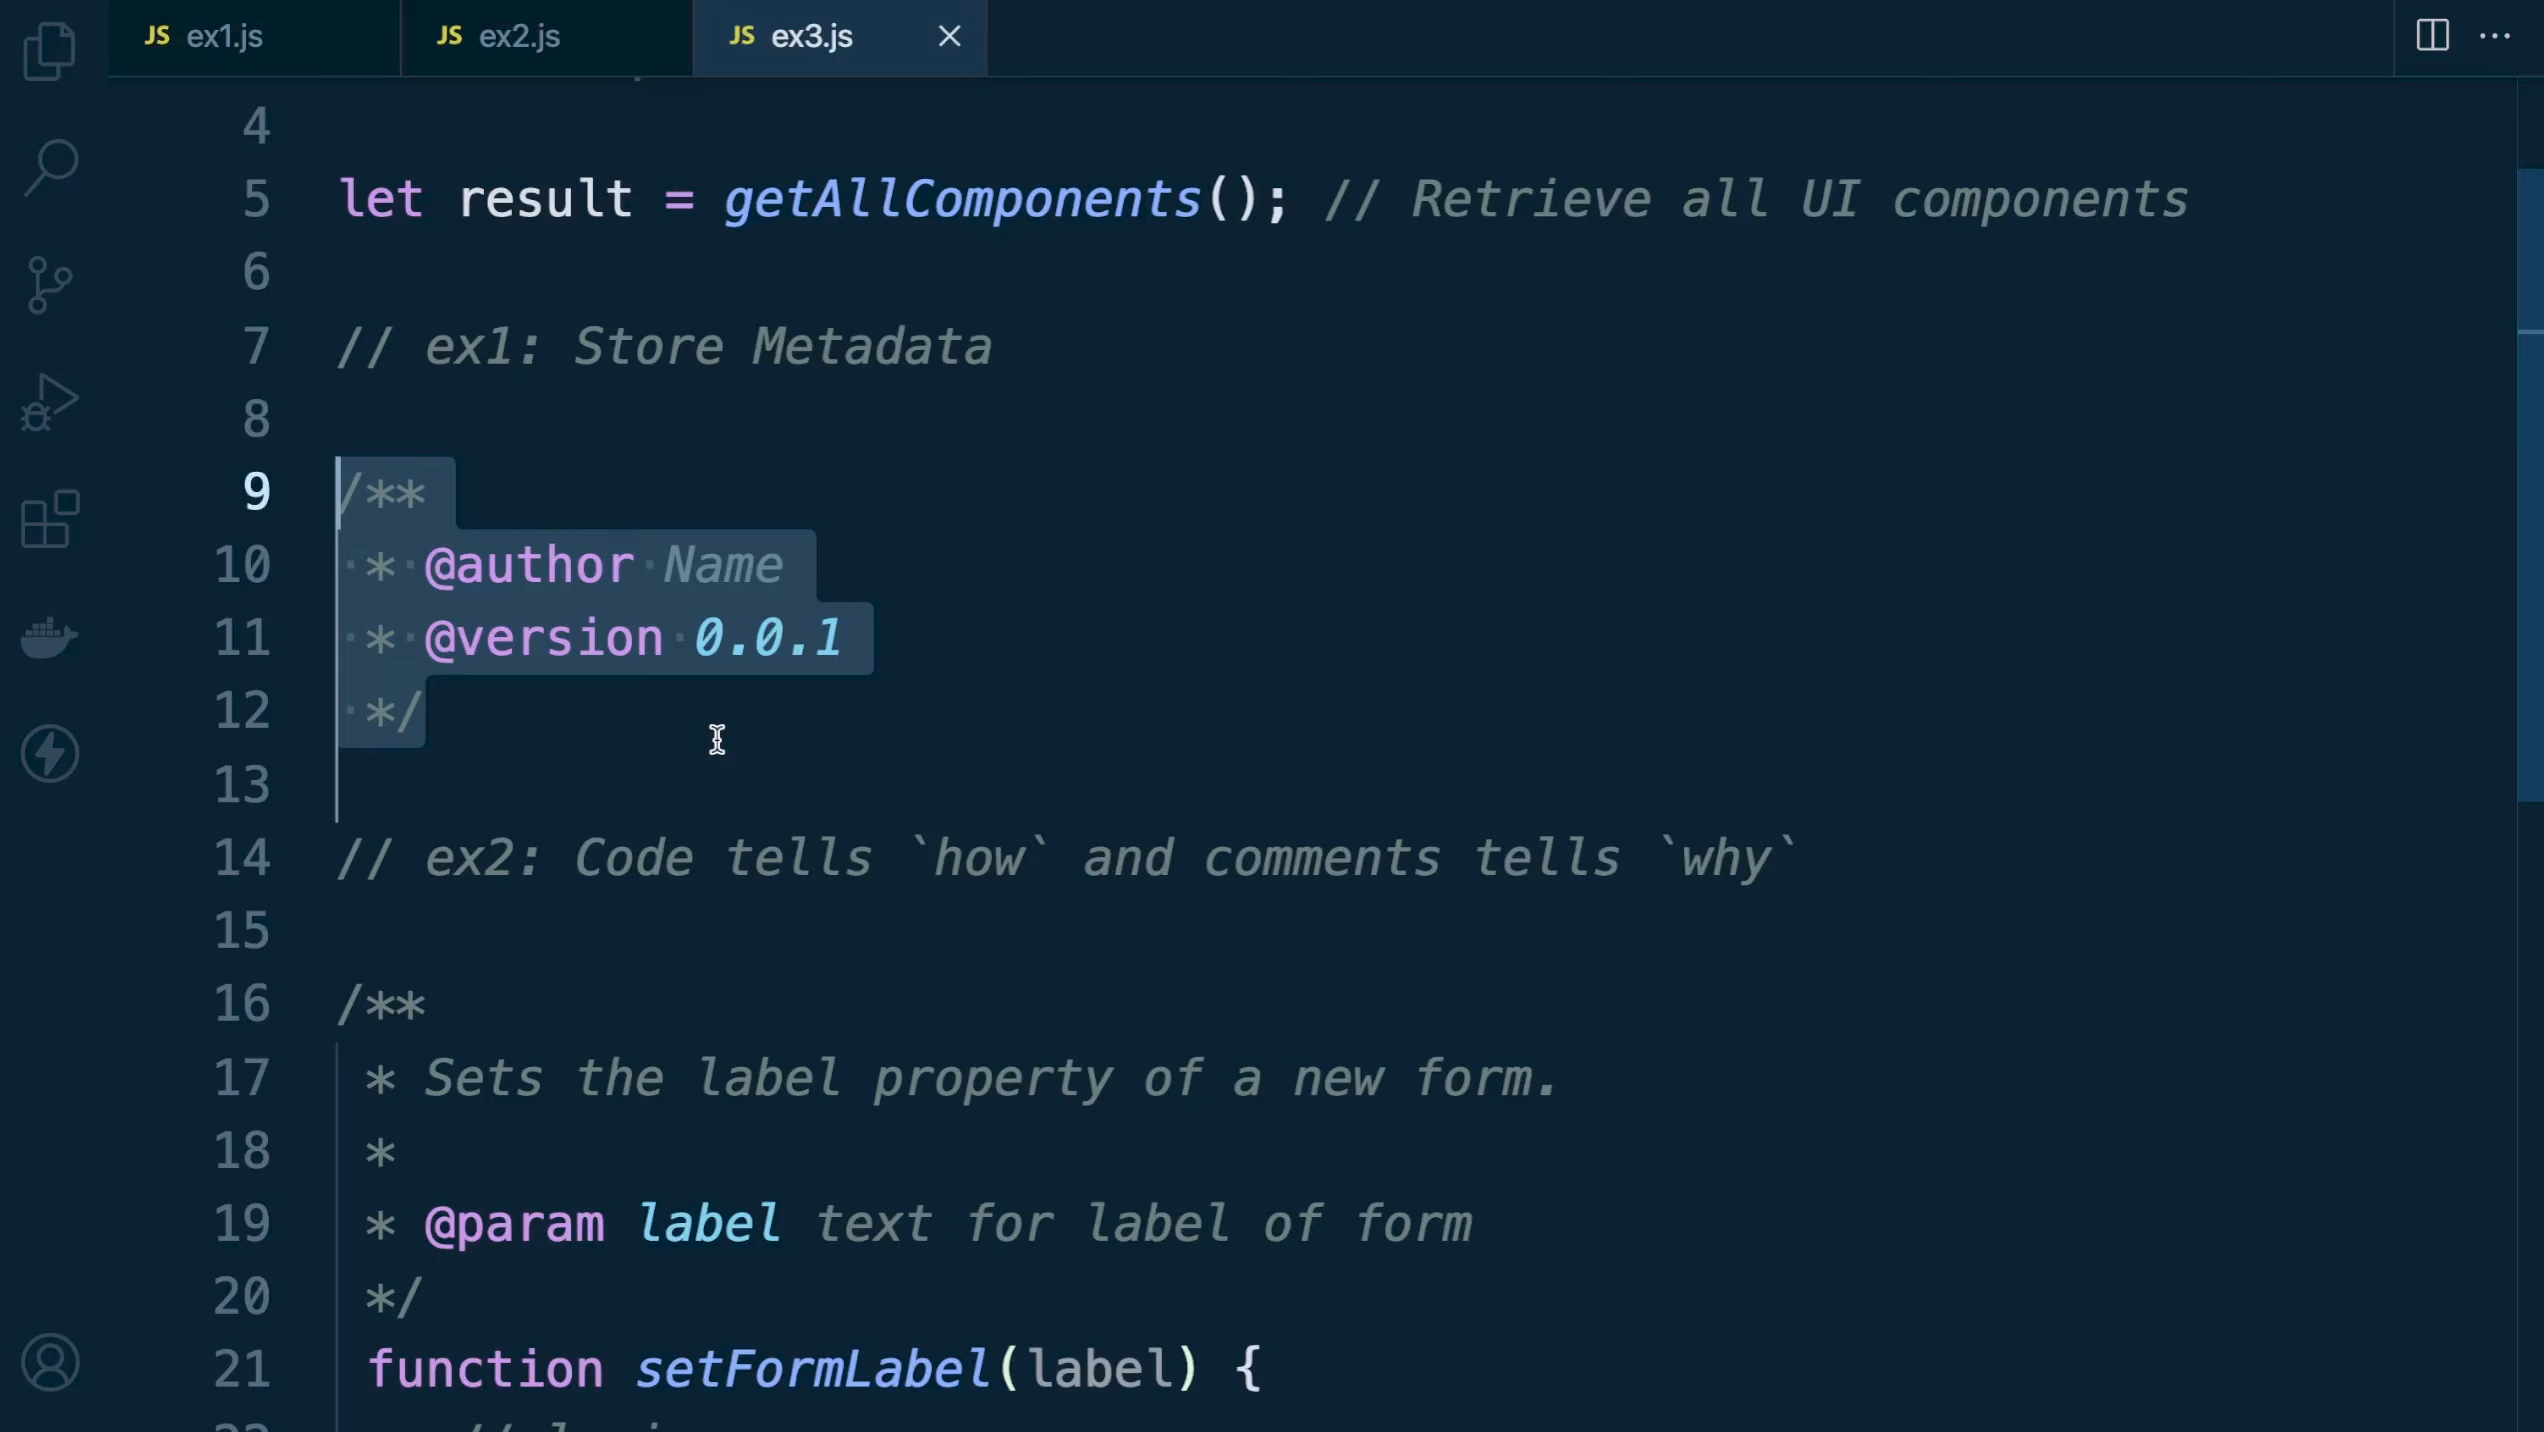 JS ex1.js JS ex2.js JS ex3.js
4
5 let result = getAllComponents(); // Retrieve all UI components
6
7 // ex1: Store Metadata
8
9 /**
10 * @author Name
11 * @version 0.0.1
12 */
13
14 // ex2: Code tells `how` and comments tells `why`
15
16 /**
17 * Sets the label property of a new form.
18 *
19 * @param label text for label of form
20 */
21 function setFormLabel(label) {